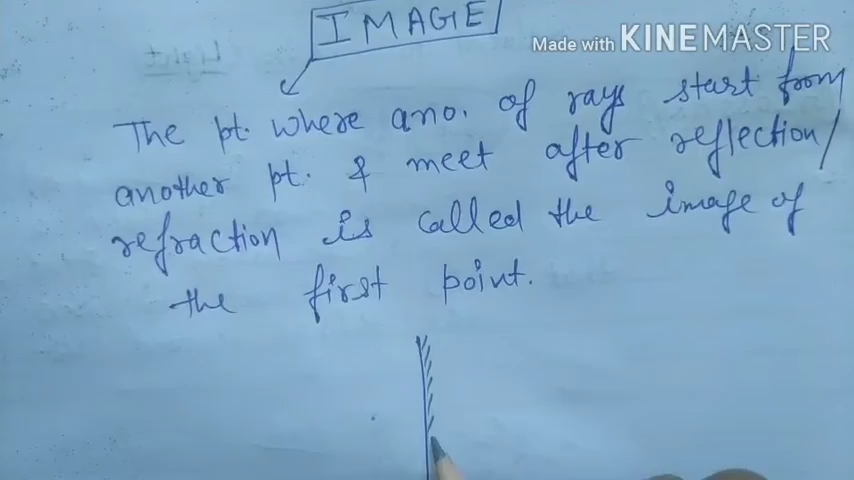 IMAGE
Made with KINEMASTER
The pt. where a no. of rays start from
another pt. & meet after reflection/
refraction is called the image of
the first point.